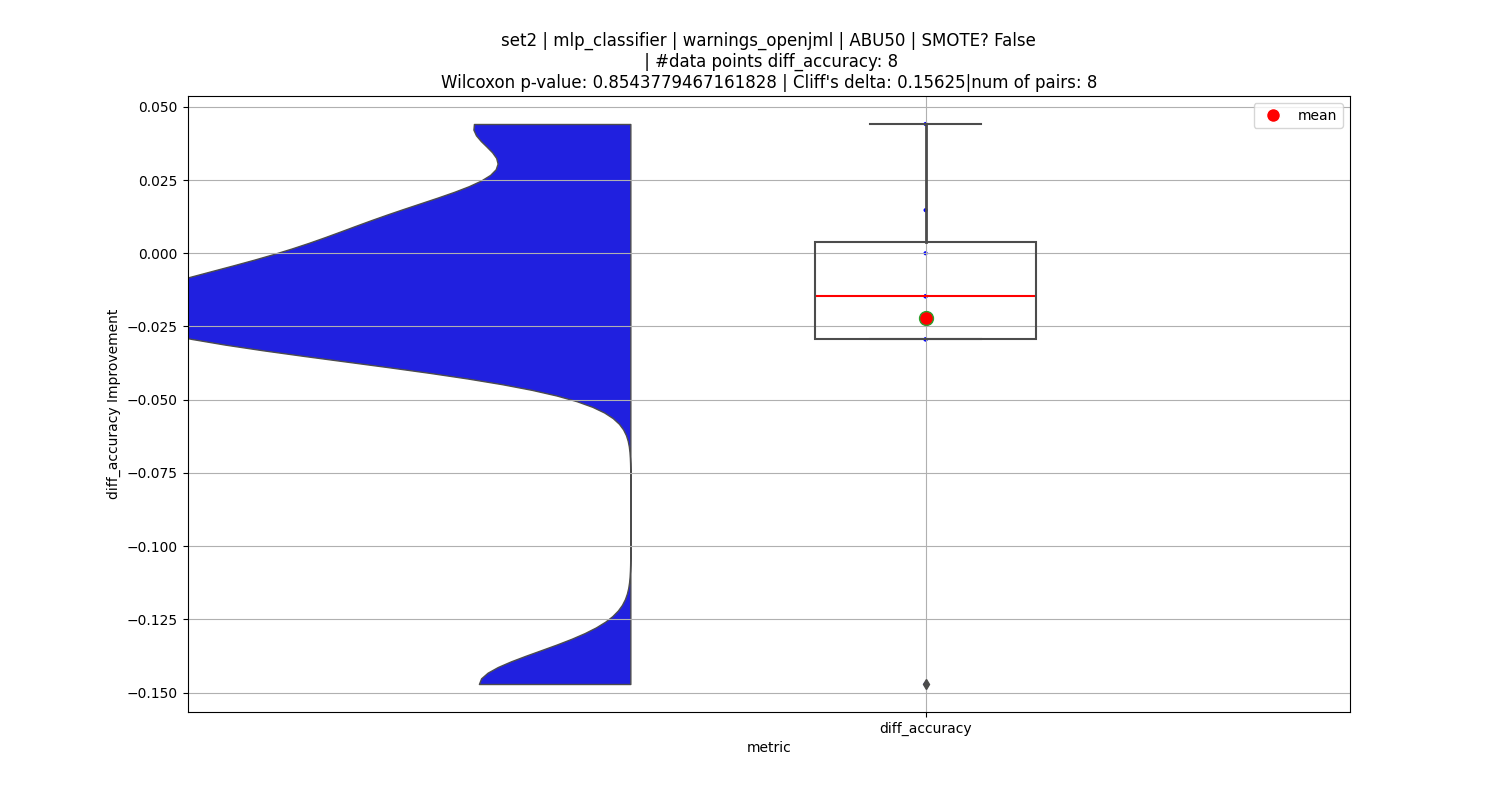 set2 | mlp_classifier | warnings_openjml | ABU50 | SMOTE? False
| #data points diff_accuracy: 8
Wilcoxon p-value: 0.8543779467161828 | Cliff's delta: 0.15625|num of pairs: 8
mean
0.050
0.025
0.000
−0.025
−0.050
−0.075
−0.100
−0.125
−0.150
diff_accuracy Improvement
diff_accuracy
metric